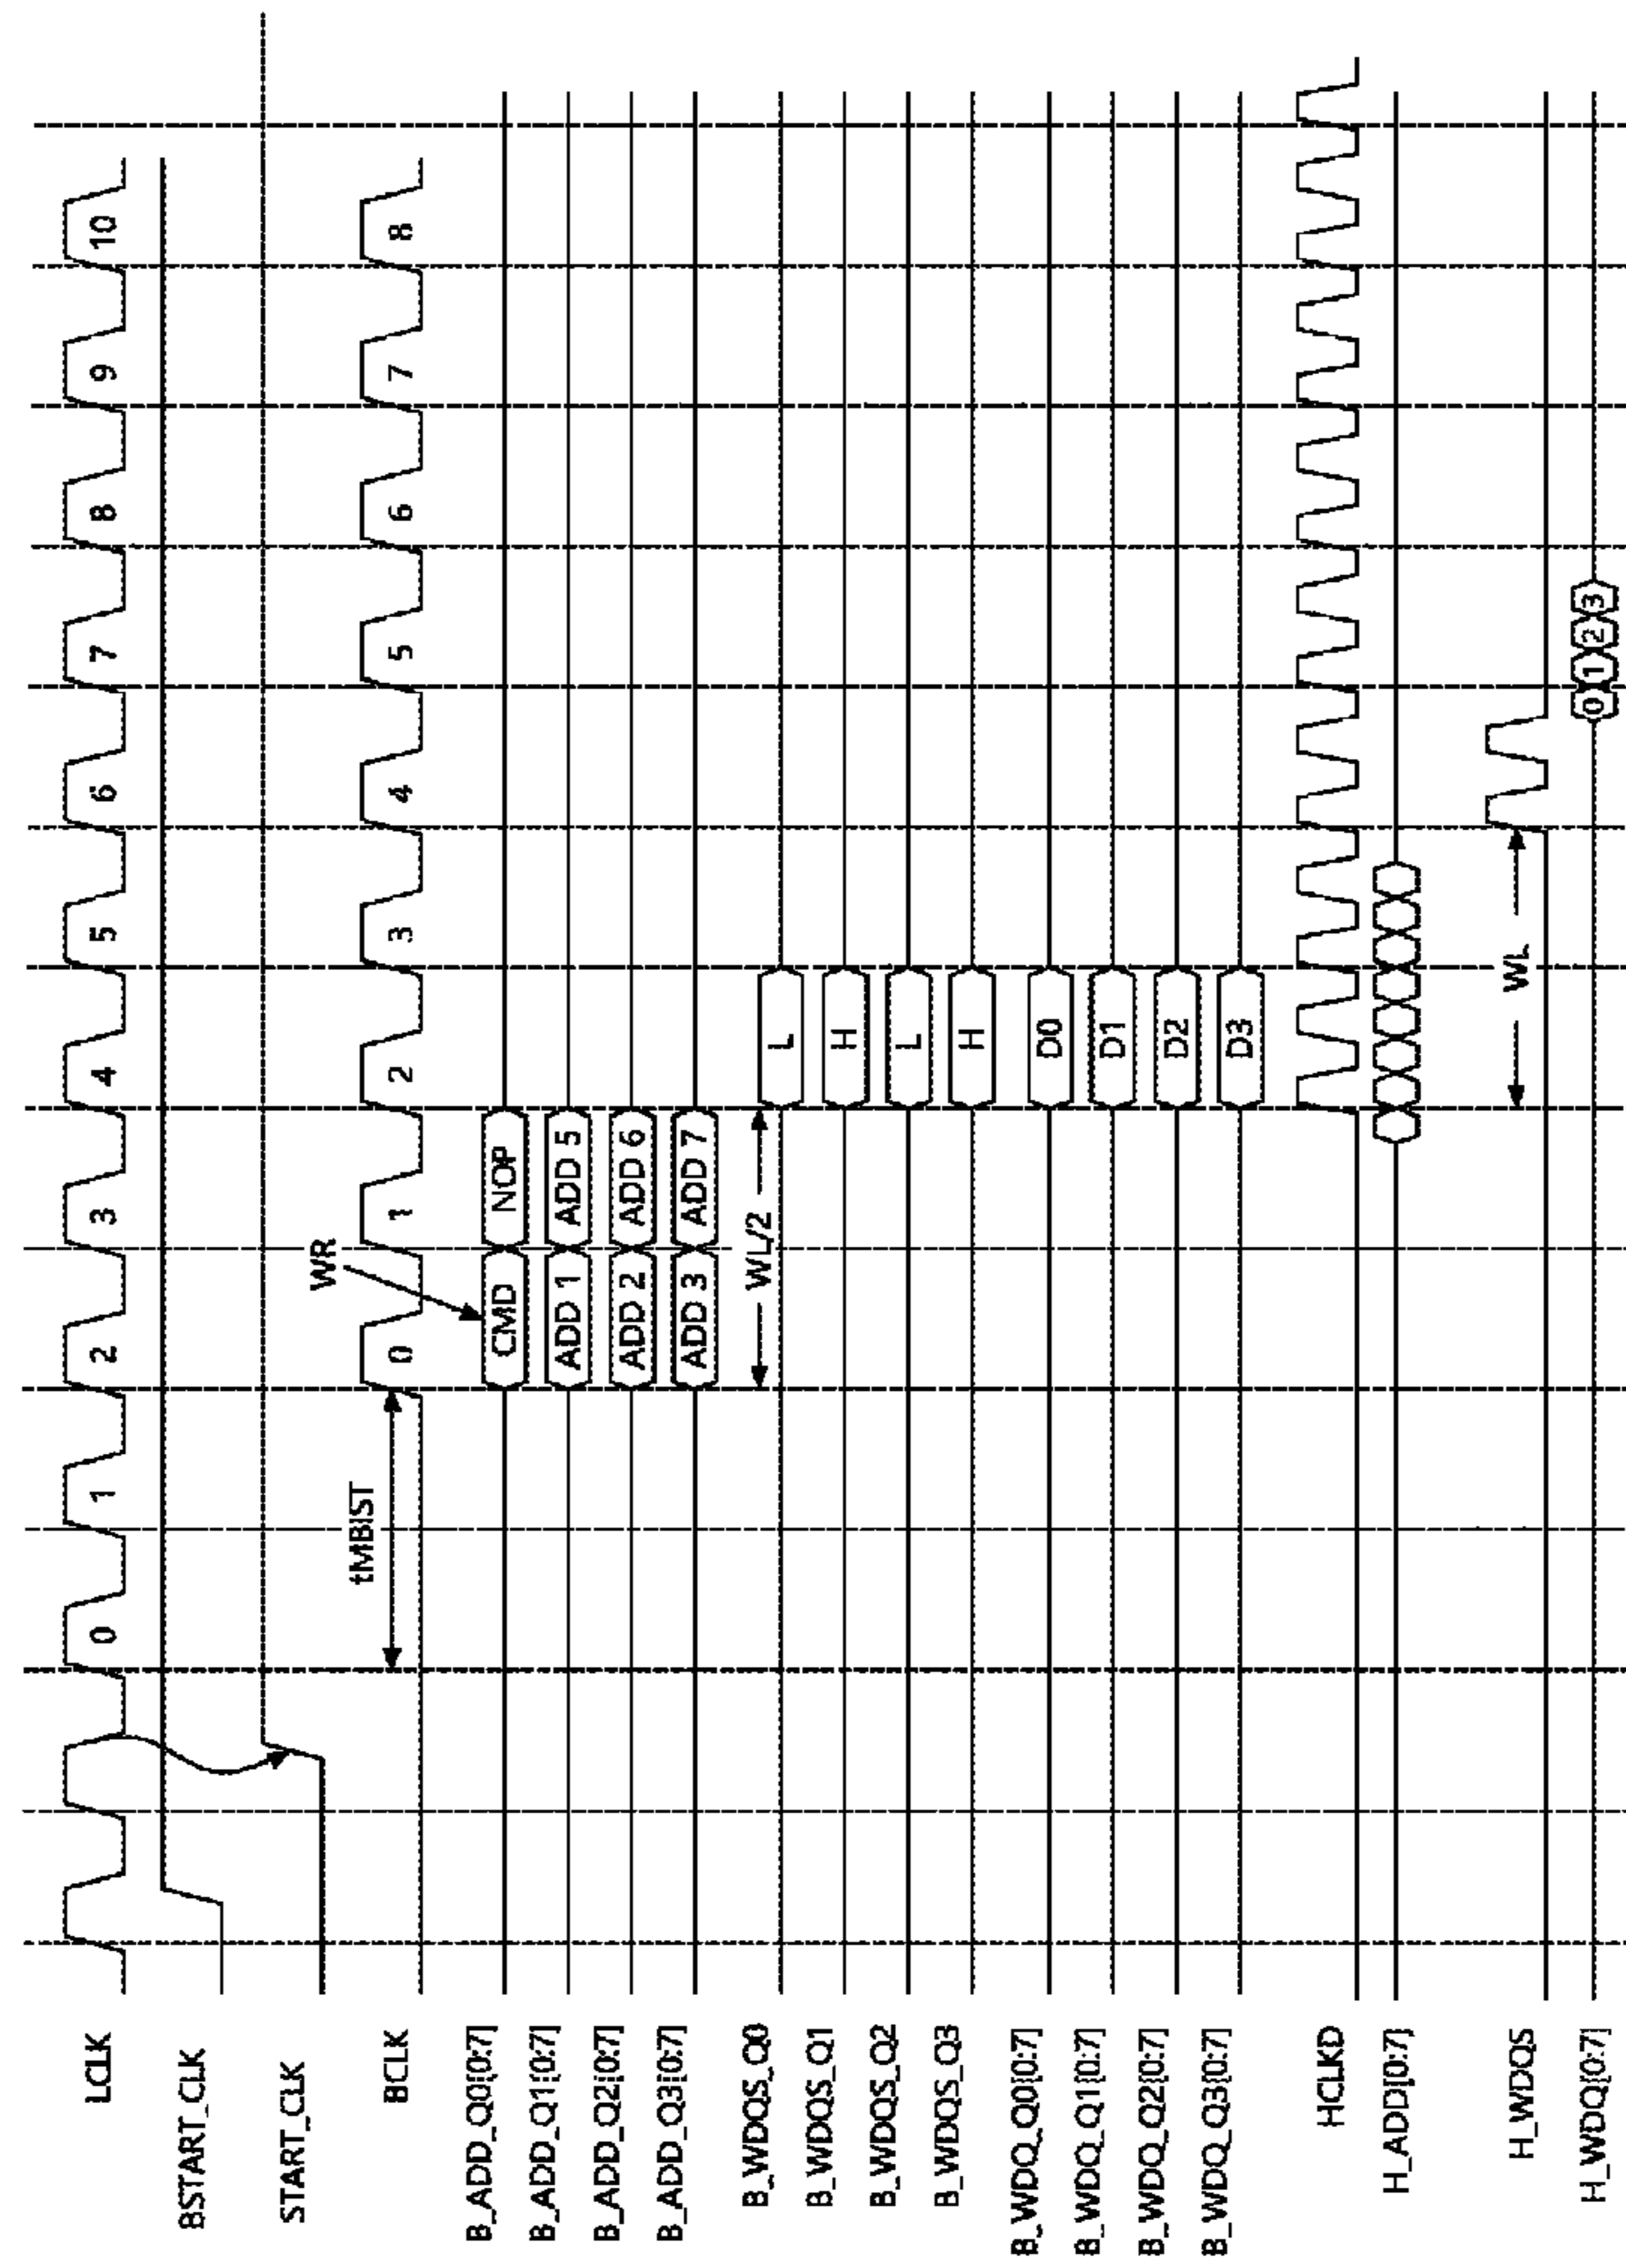 LCLK 0 1 2 3 4 5 6 7 8 9 10
BSTART_CLK
START_CLK
tMBIST WR
BCLK 0 1 2 3 4 5 6 7 8
B_ADD_Q0[0:7] CMD NOP
B_ADD_Q1[0:7] ADD 1 ADD 5
B_ADD_Q2[0:7] ADD 2 ADD 6
B_ADD_Q3[0:7] ADD 3 ADD 7
WL/2
B_WDQS_Q0 L
B_WDQS_Q1 H
B_WDQS_Q2 L
B_WDQS_Q3 H
B_WDQ_Q0[0:7] D0
B_WDQ_Q1[0:7] D1
B_WDQ_Q2[0:7] D2
B_WDQ_Q3[0:7] D3
HCLKD
H_ADD[0:7]
WL
H_WDQS
H_WDQ[0:7] 0 1 2 3